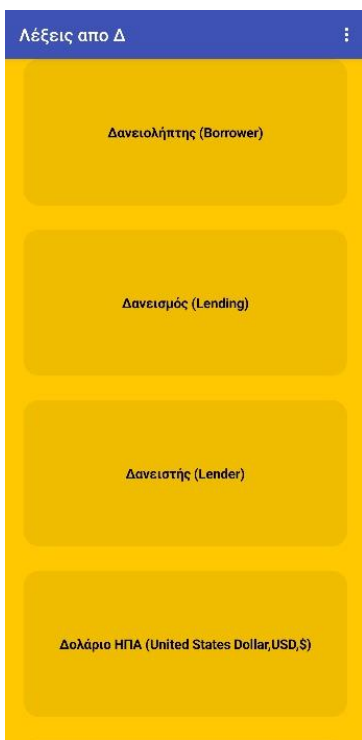 Λέξεις απο Δ
Δανειολήπτης (Borrower)
Δανεισμός (Lending)
Δανειστής (Lender)
Δολάριο ΗΠΑ (United States Dollar,USD,$)